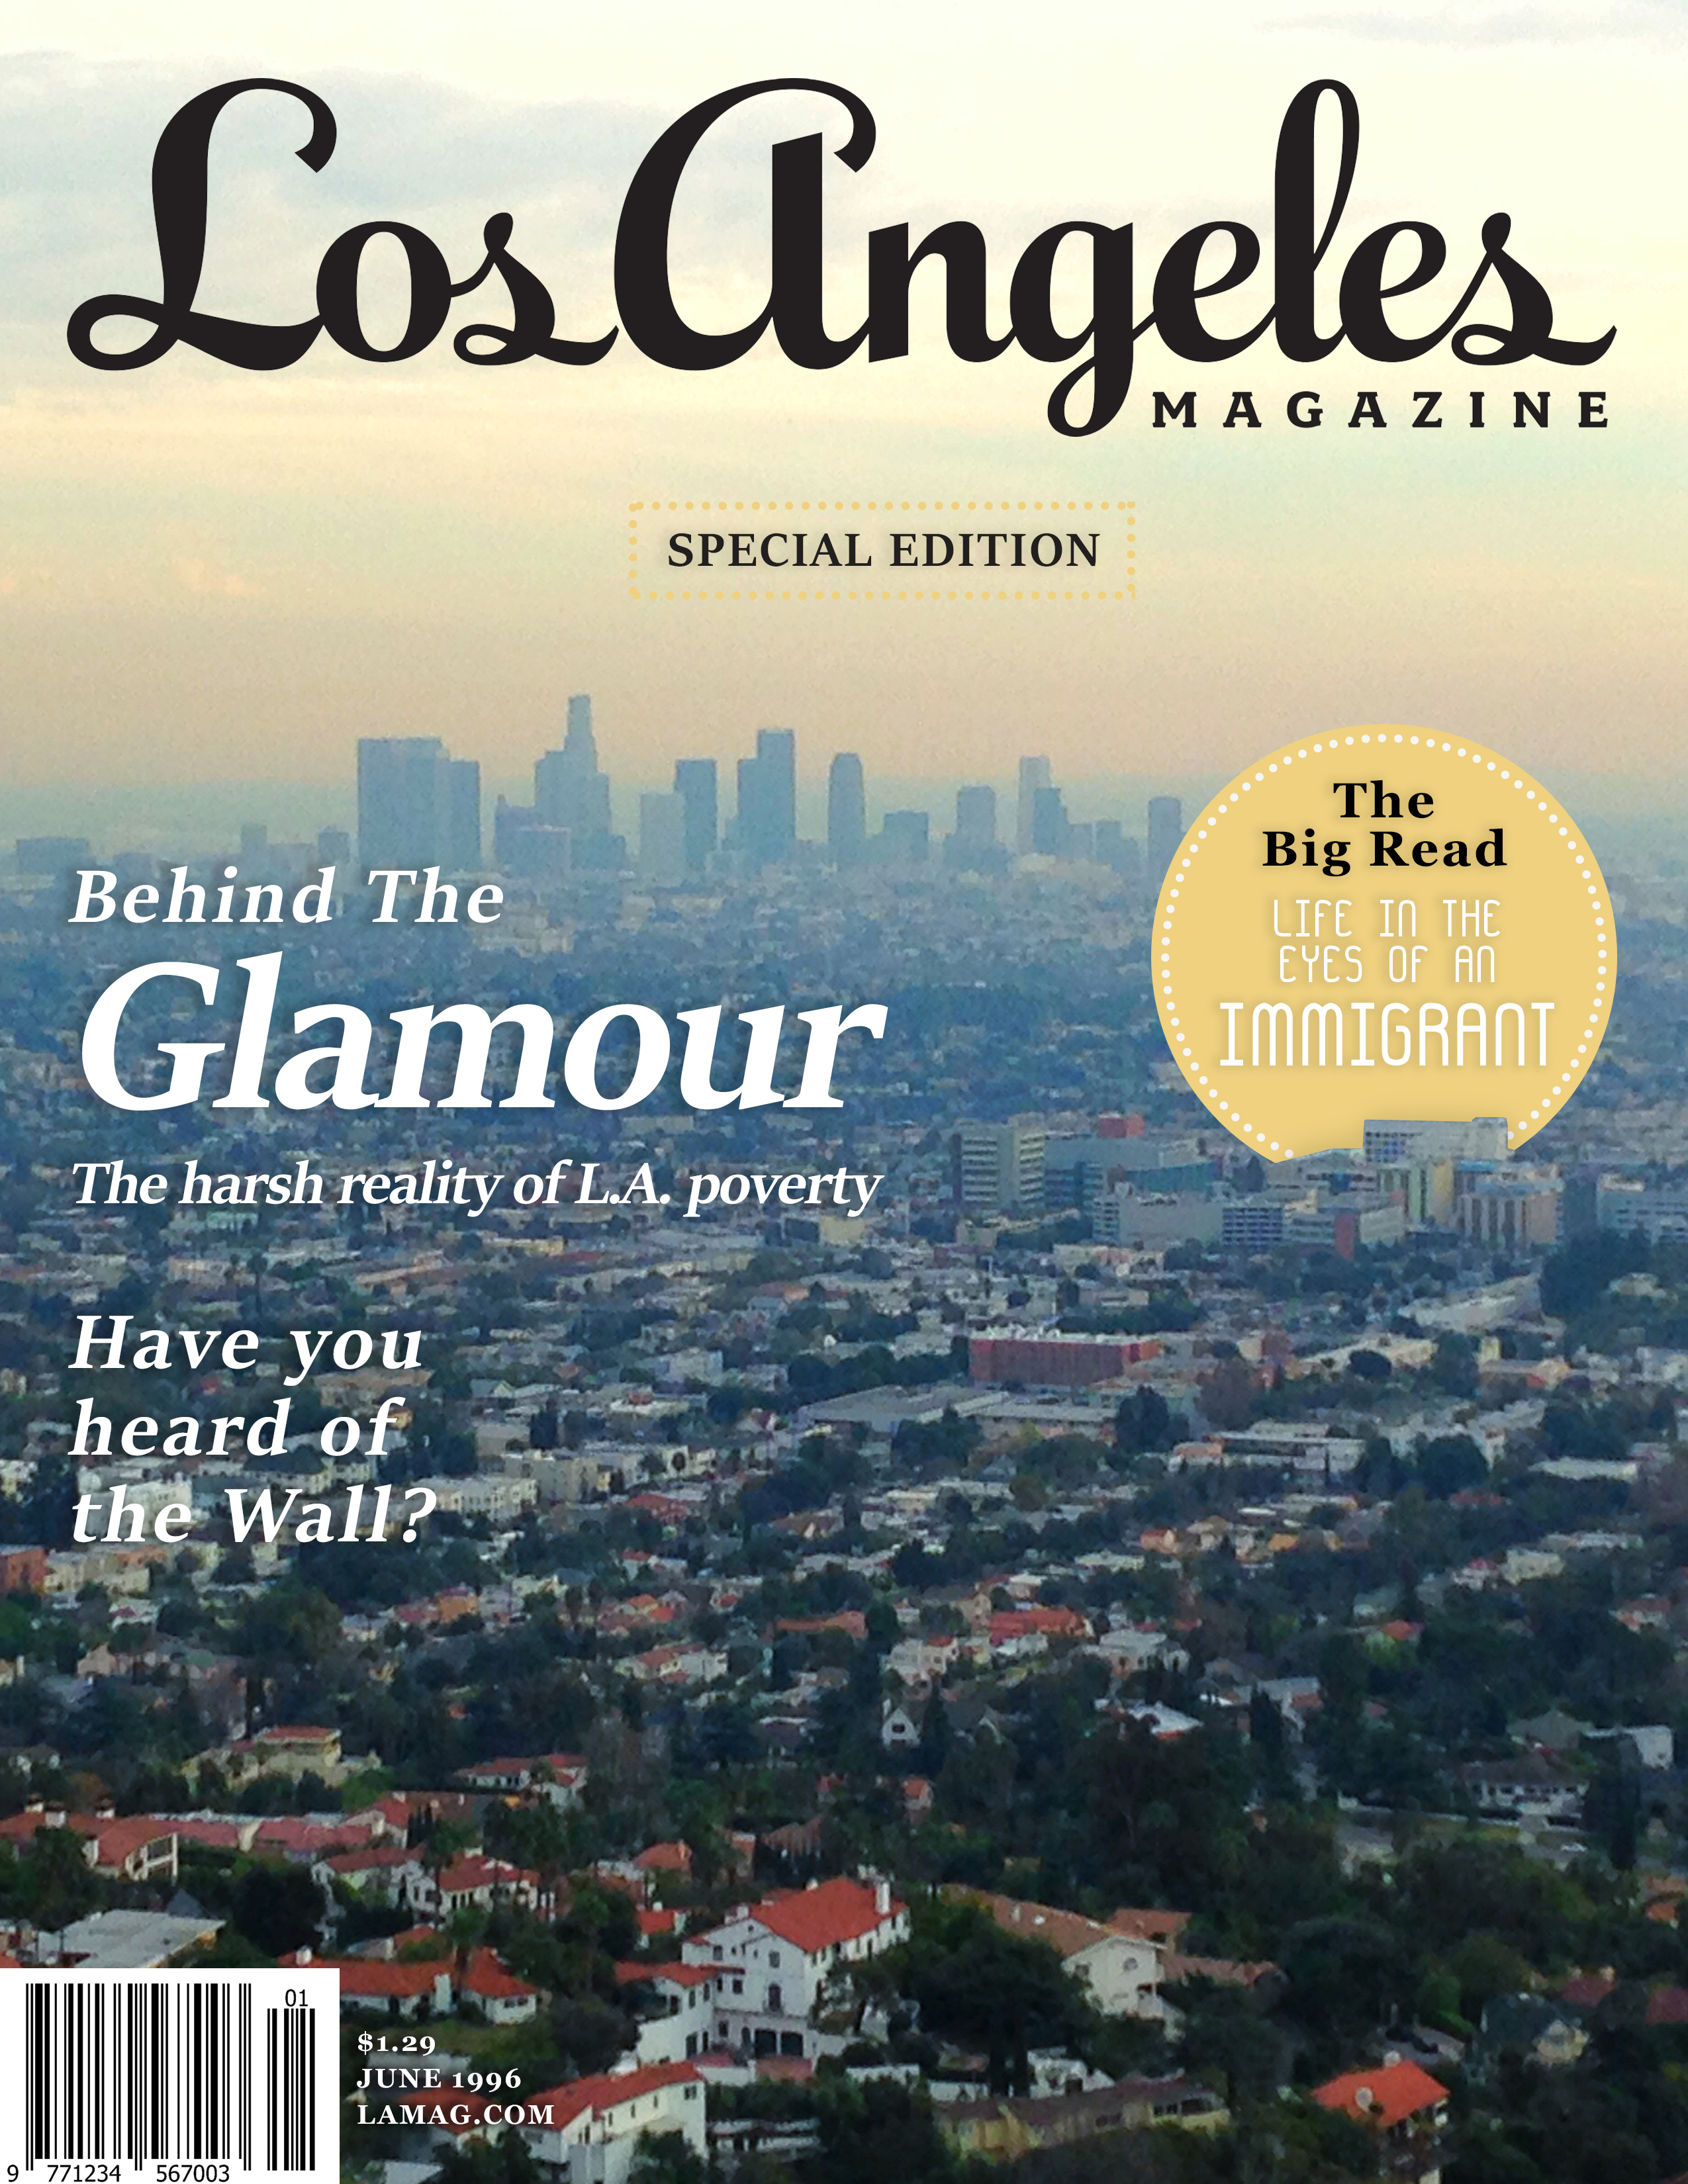 Los Angeles
MAGAZINE
SPECIAL EDITION
The
Big Read
LIFE IN THE
EYES OF AN
IMMIGRANT
Behind The
Glamour
The harsh reality of L.A. poverty
Have you
heard of
the Wall?
01
$1.29
JUNE 1996
LAMAG.COM
9 771234 567003